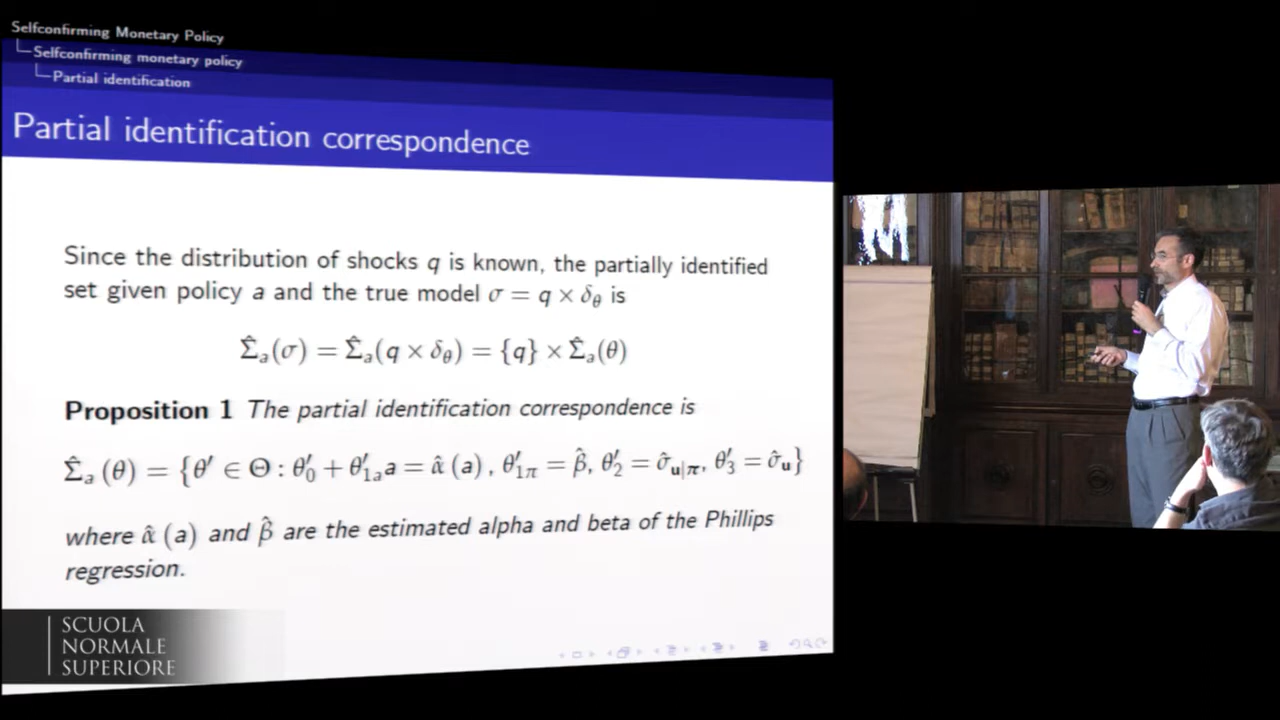 Selfconfirming Monetary Policy
Selfconfirming monetary policy
Partial identification
Partial identification correspondence
Since the distribution of shocks q is known, the partially identified
set given policy a and the true model σ = q × δ_θ is
Σ̂_a(σ) = Σ̂_a(q × δ_θ) = {q} × Σ̂_a(θ)
Proposition 1 The partial identification correspondence is
Σ̂_a (θ) = {θ′ ∈ Θ : θ′_0 + θ′_{1a} a = α̂ (a) , θ′_{1π} = β̂, θ′_2 = σ̂_{u|π}, θ′_3 = σ̂_u}
where α̂ (a) and β̂ are the estimated alpha and beta of the Phillips
regression.
SCUOLA
NORMALE
SUPERIORE